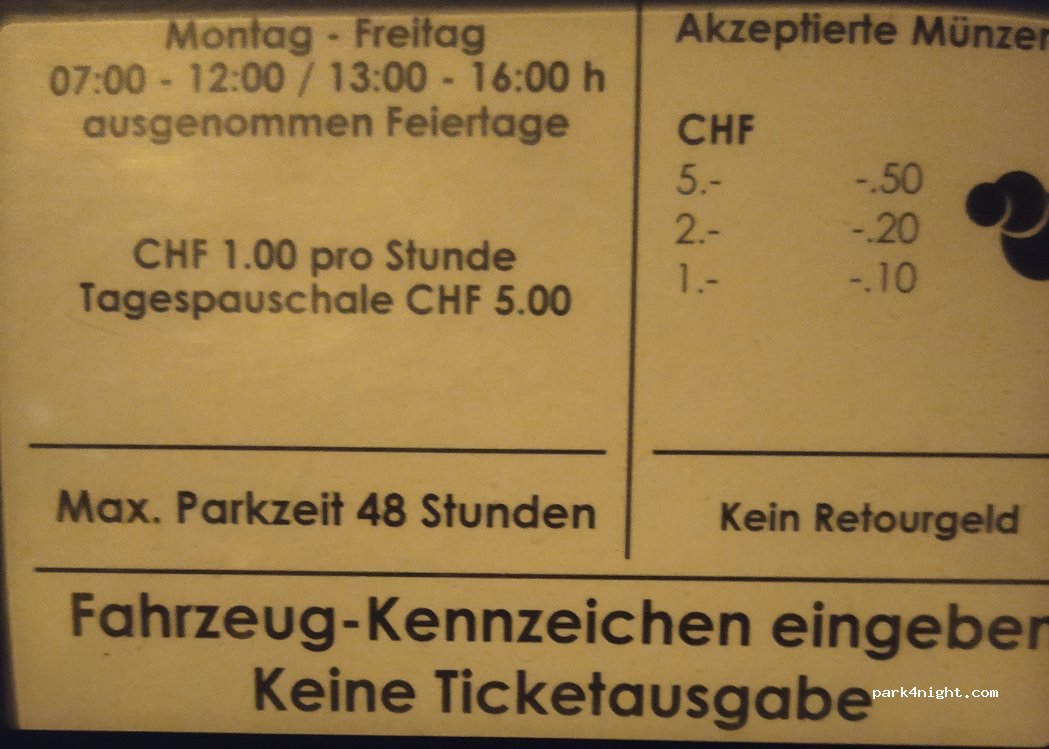 Montag - Freitag
07:00 - 12:00 / 13:00 - 16:00 h
ausgenommen Feiertage
CHF 1.00 pro Stunde
Tagespauschale CHF 5.00
Max. Parkzeit 48 Stunden
Akzeptierte Münzen
CHF
5.- -.50
2.- -.20
1.- -.10
Kein Retourgeld
Fahrzeug-Kennzeichen eingeben
Keine Ticketausgabe
park4night.com